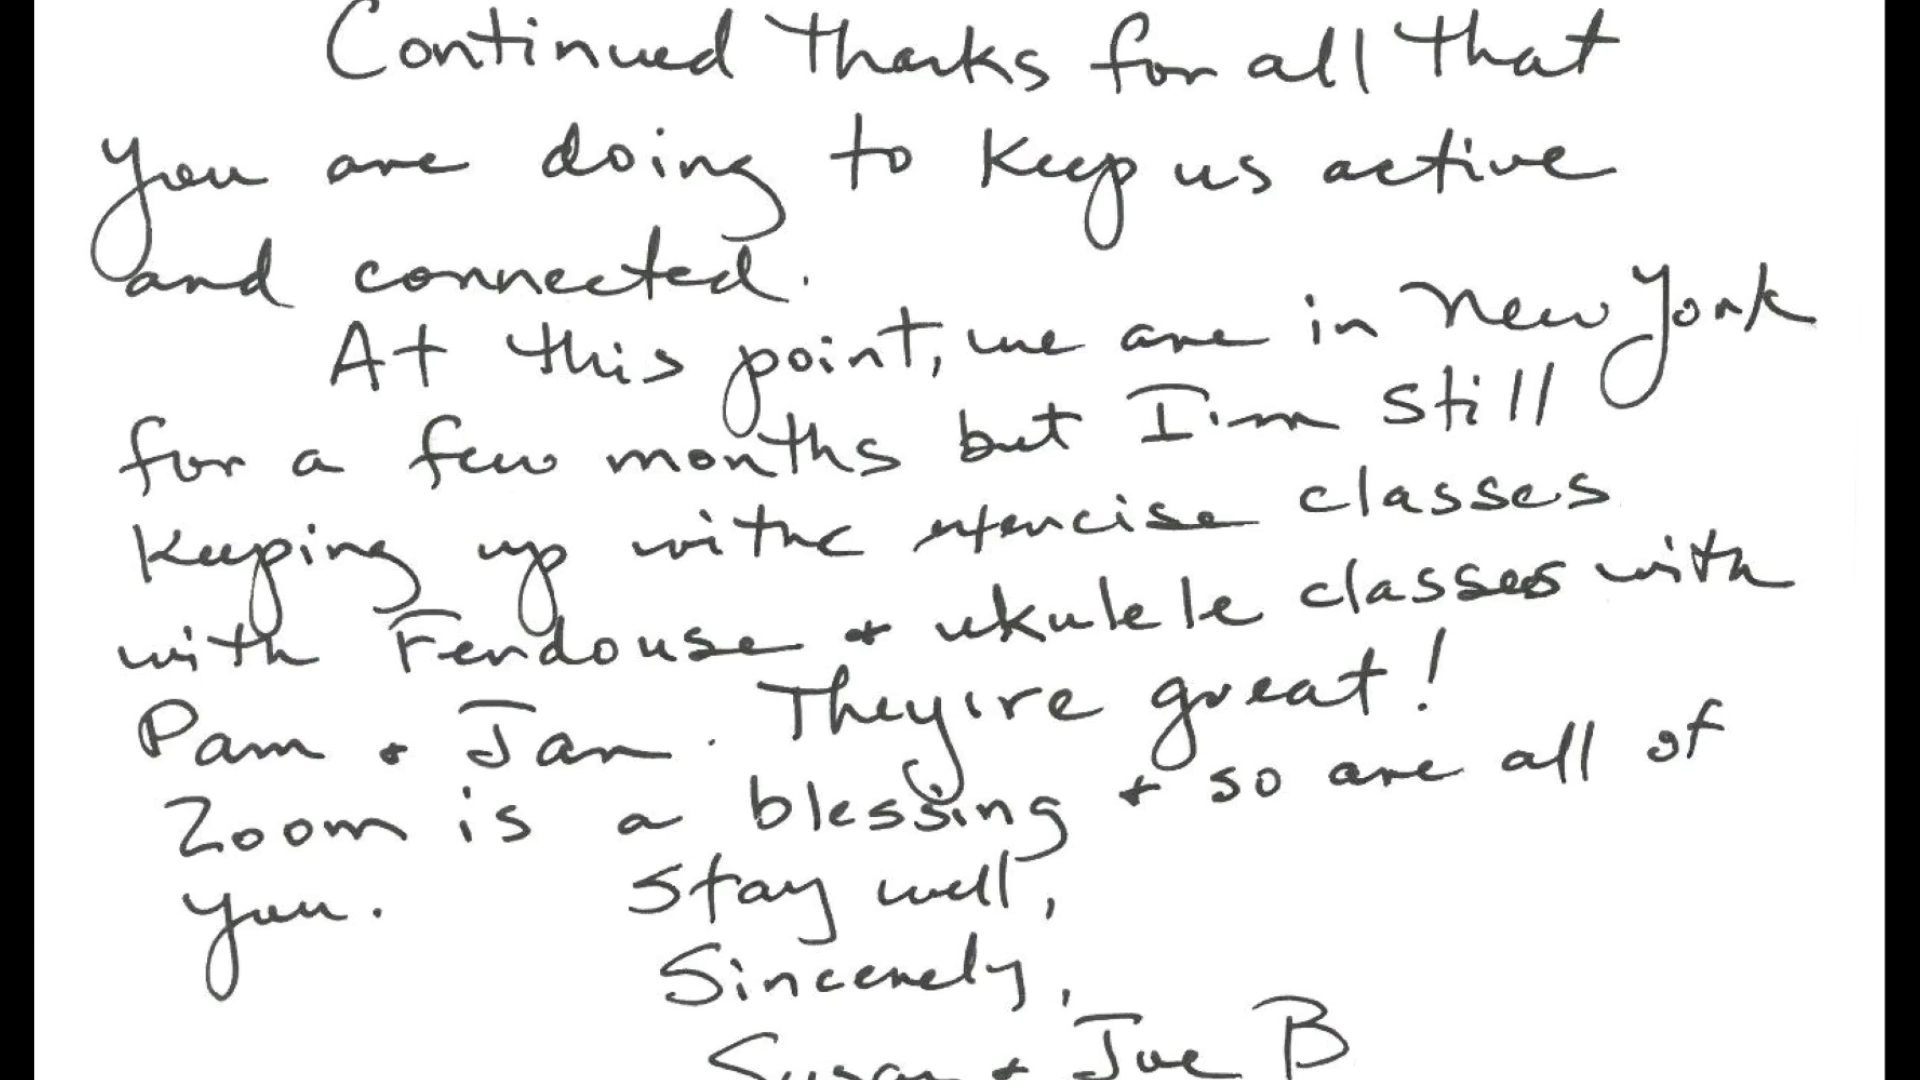 Continued thanks for all that
you are doing to keep us active
and connected.
At this point, we are in New York
for a few months but I'm still
keeping up withe exercise classes
with Ferdouse + ukulele classes with
Pam + Jan. They're great!
Zoom is a blessing + so are all of
you. Stay well,
Sincerely,
Susan + Joe B